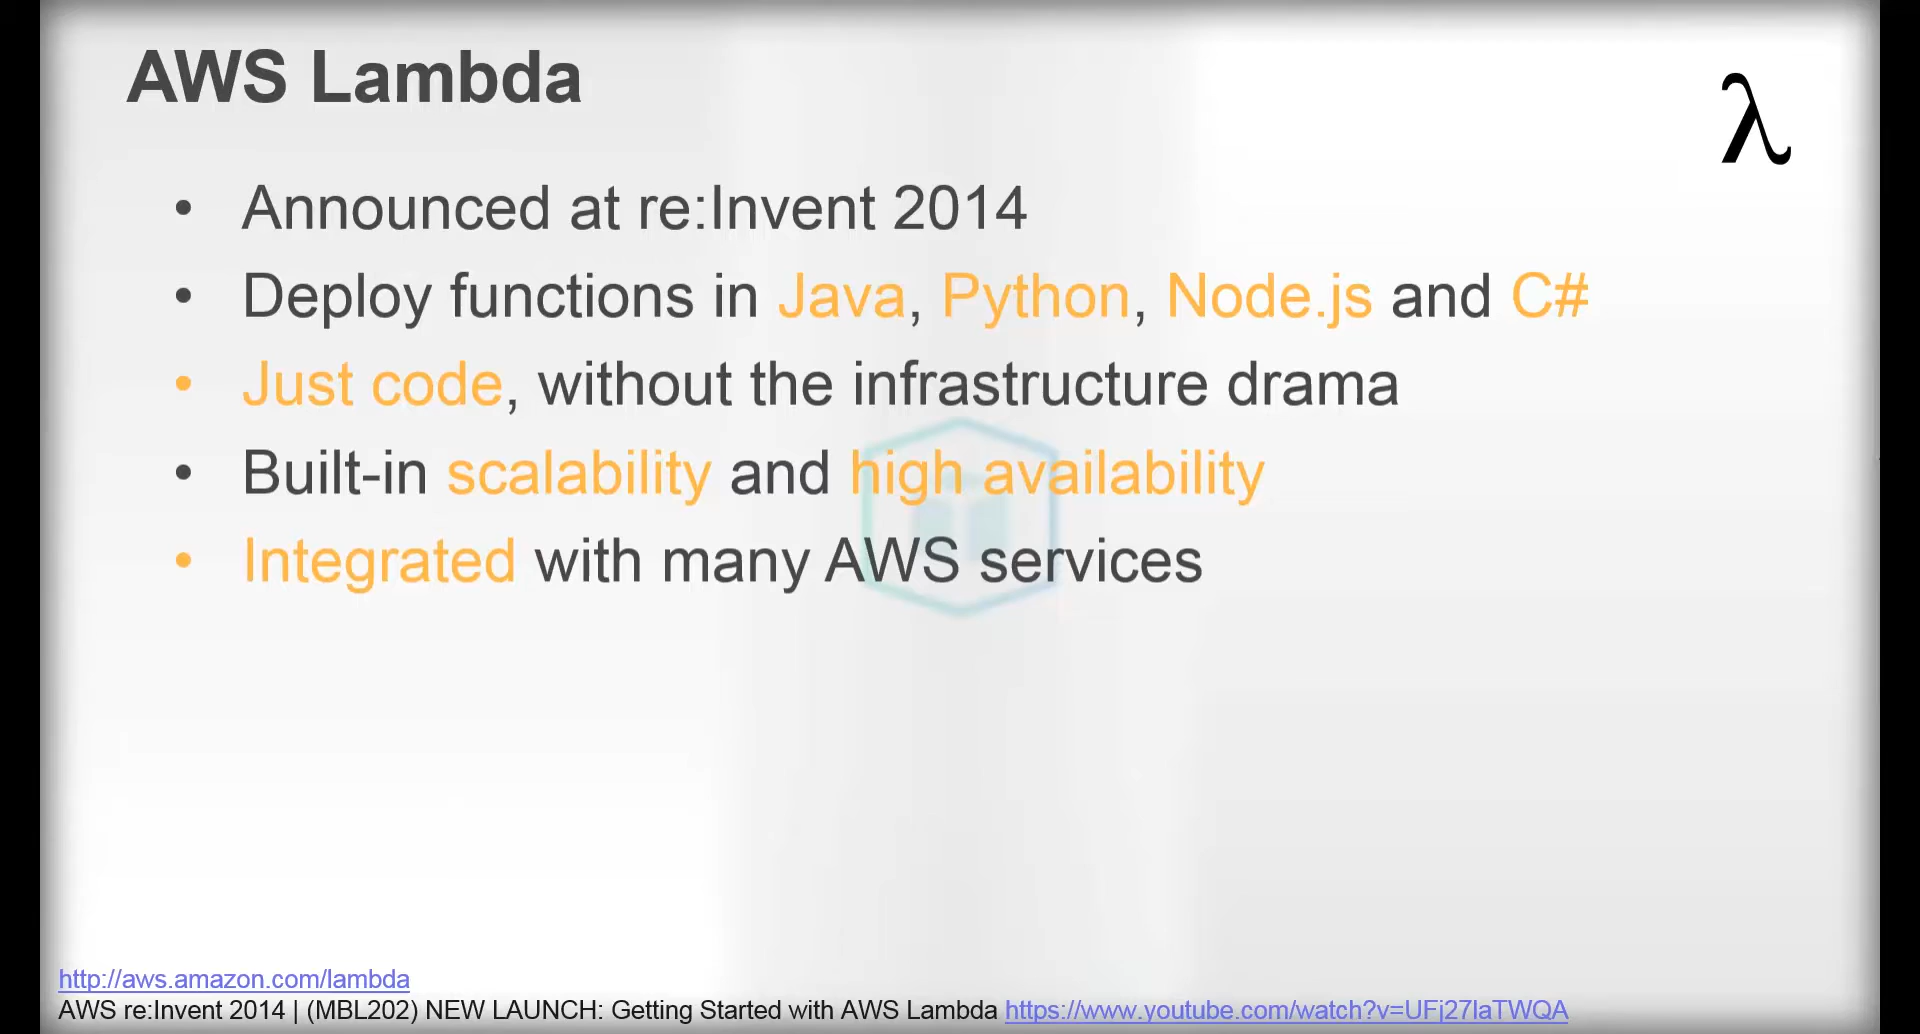 AWS Lambda
λ
• Announced at re:Invent 2014
• Deploy functions in Java, Python, Node.js and C#
• Just code, without the infrastructure drama
• Built-in scalability and high availability
• Integrated with many AWS services
http://aws.amazon.com/lambda
AWS re:Invent 2014 | (MBL202) NEW LAUNCH: Getting Started with AWS Lambda https://www.youtube.com/watch?v=UFj27laTWQA